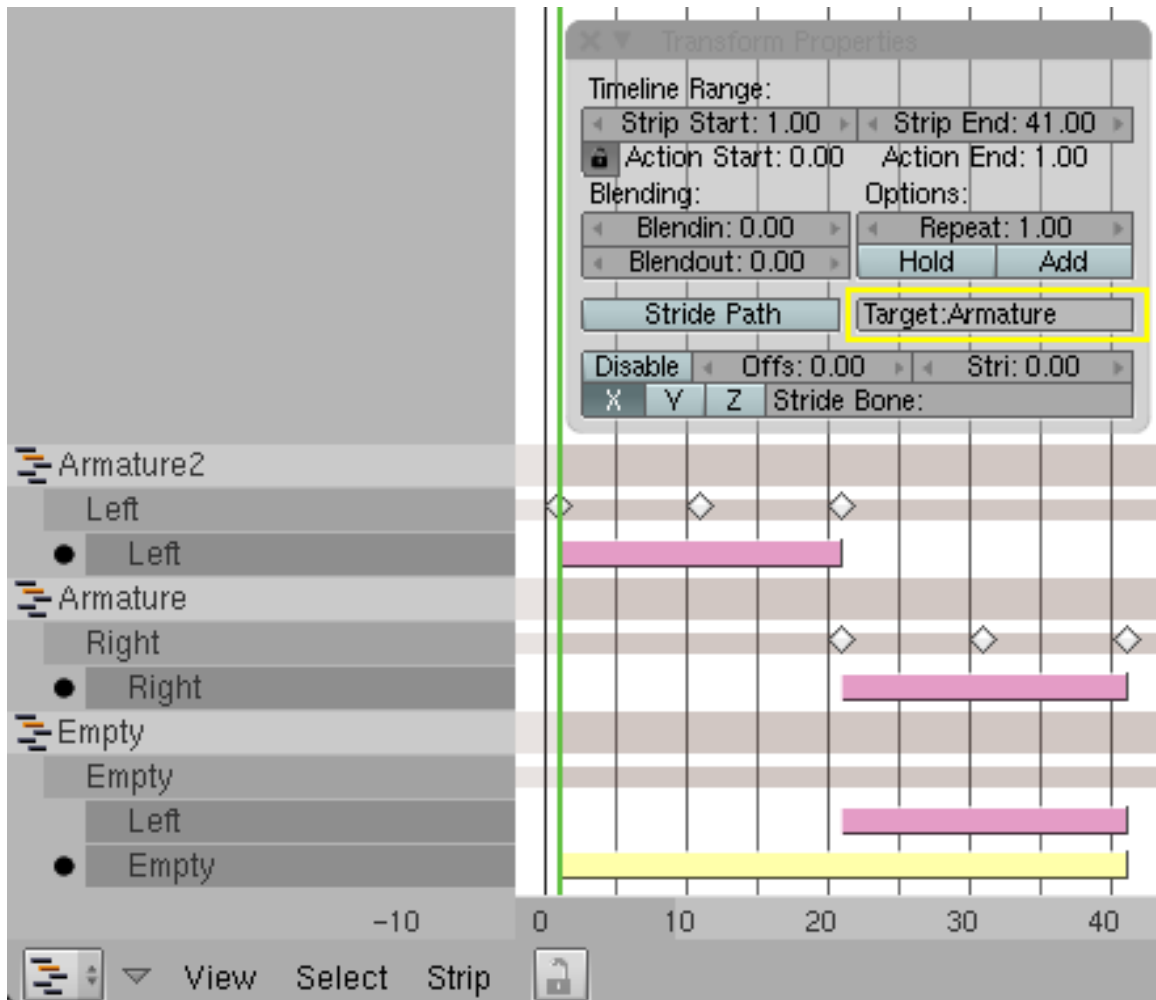 Transform Properties
Timeline Range:
Strip Start: 1.00 Strip End: 41.00
Action Start: 0.00 Action End: 1.00
Blending: Options:
Blendin: 0.00 Repeat: 1.00
Blendout: 0.00 Hold Add
Stride Path Target:Armature
Disable Offs: 0.00 Stri: 0.00
X Y Z Stride Bone:
Armature2
Left
Left
Armature
Right
Right
Empty
Empty
Left
Empty
-10 0 10 20 30 40
View Select Strip